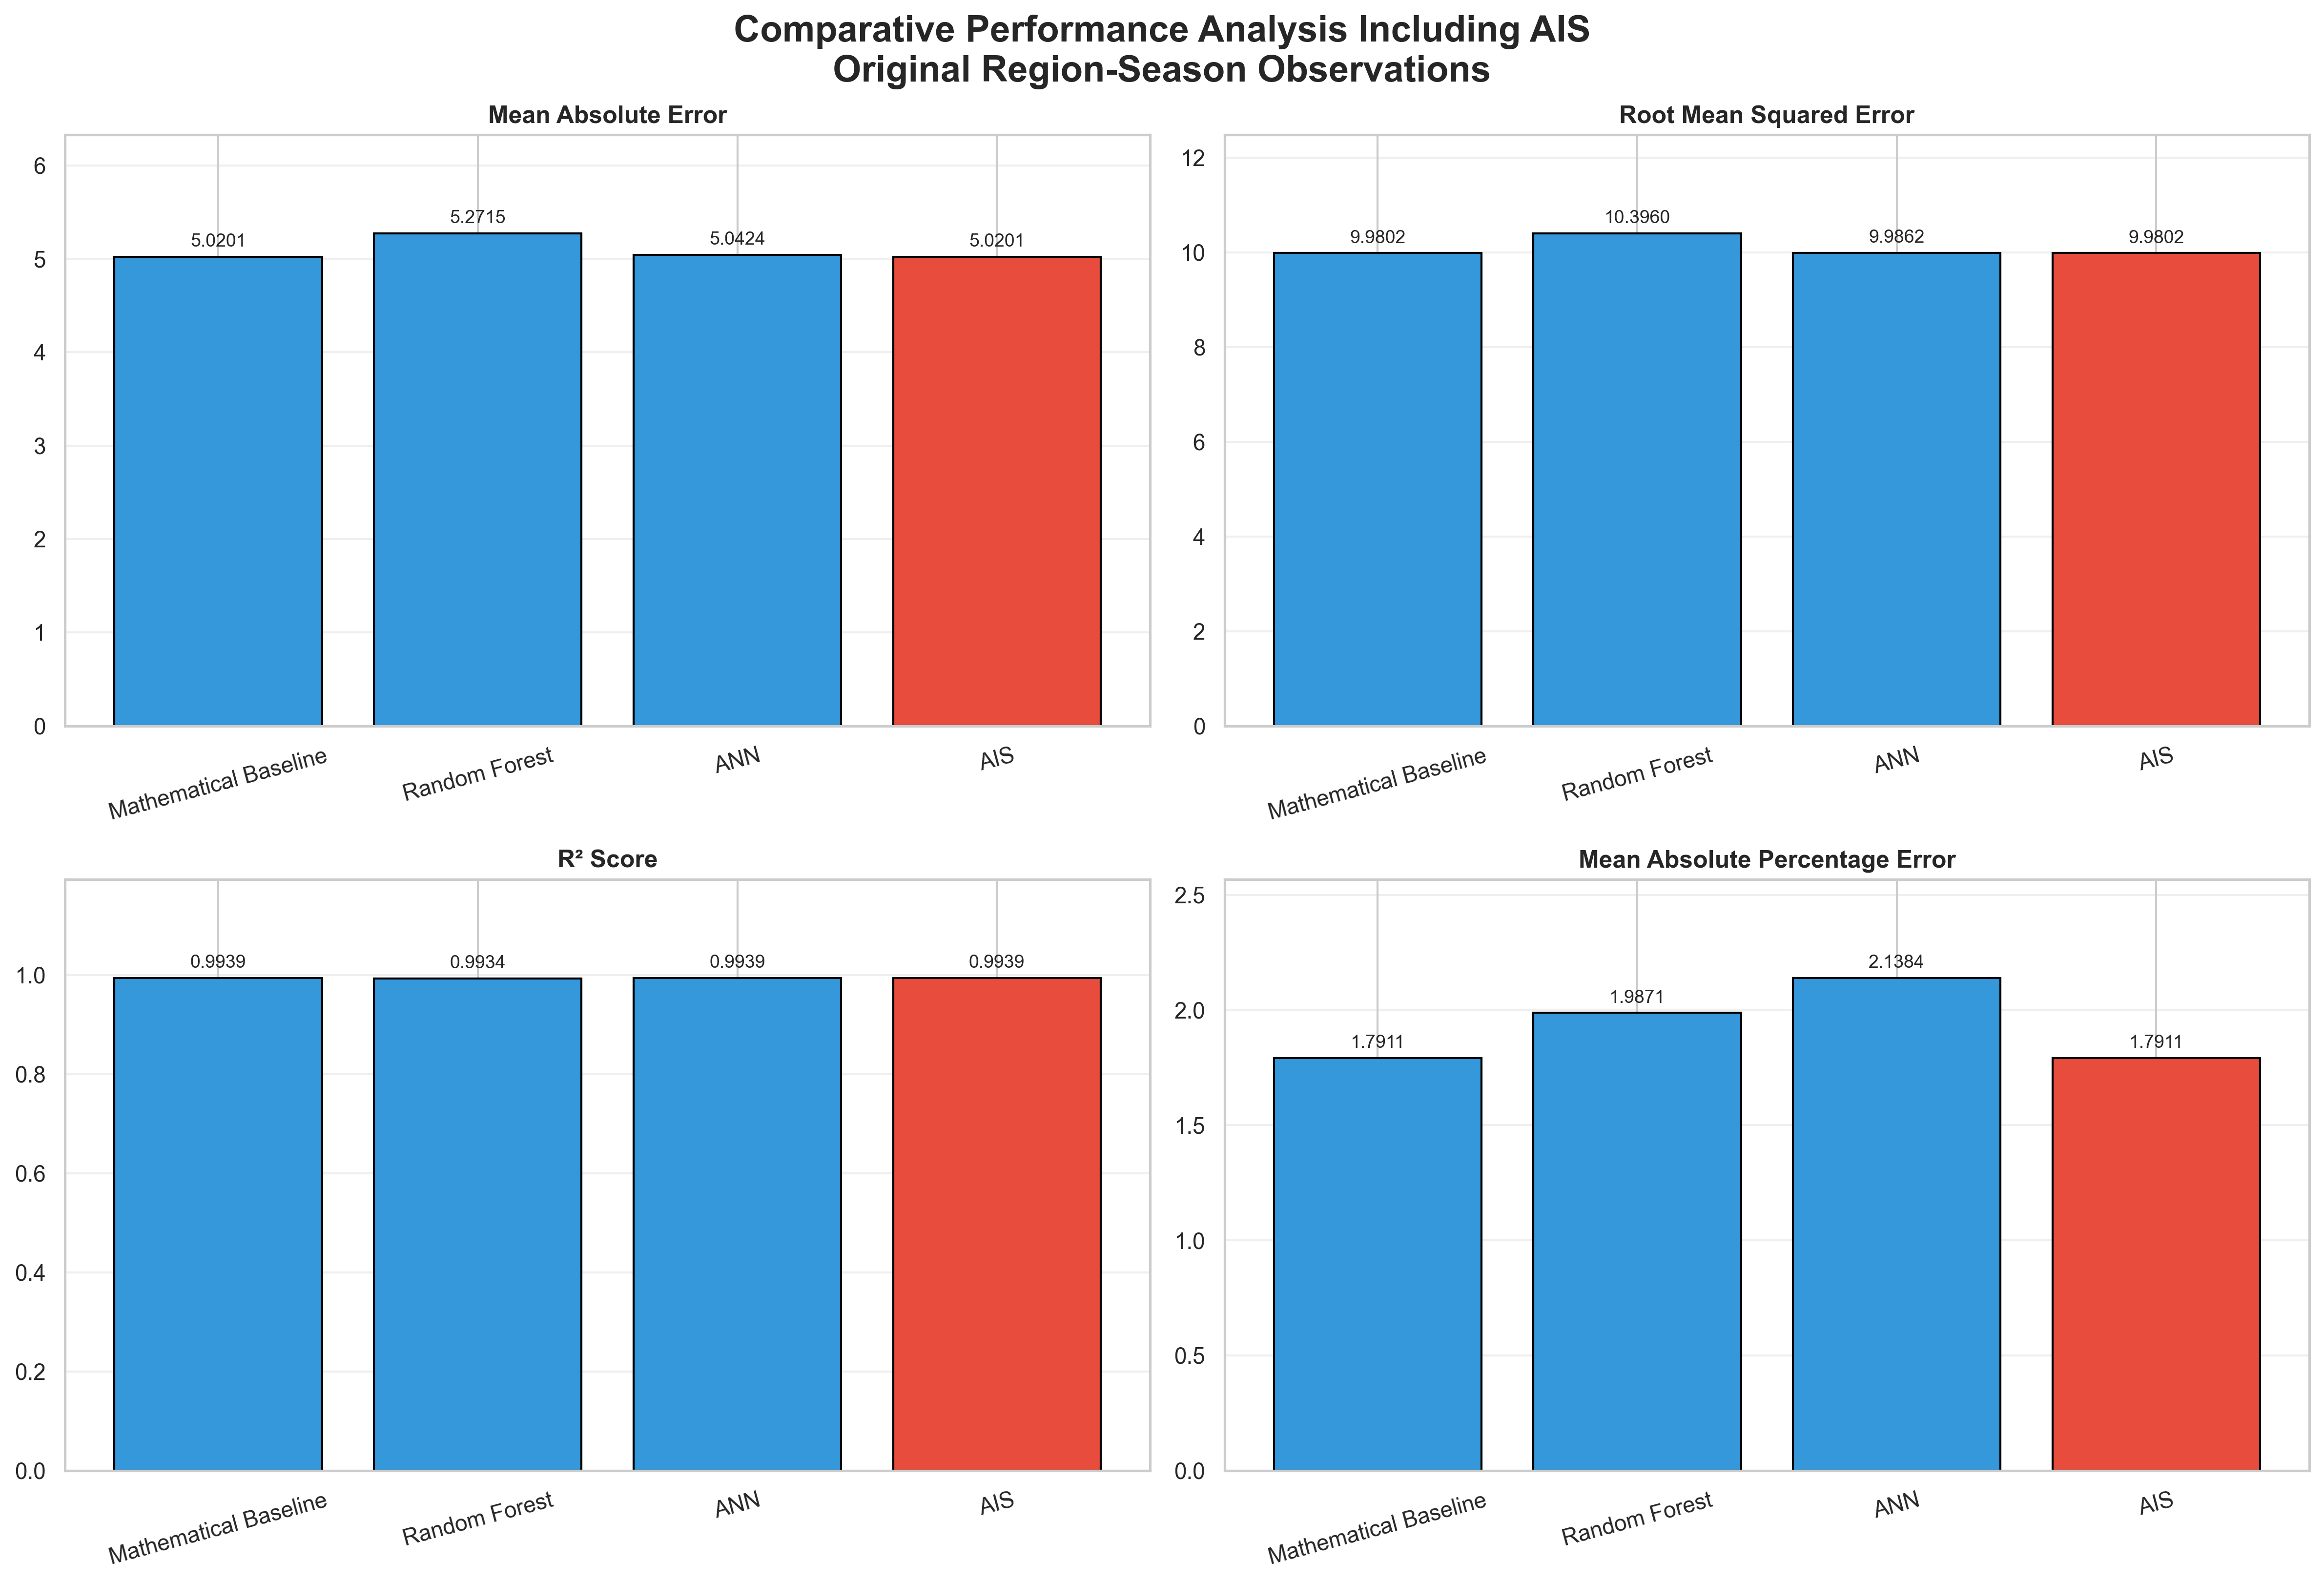 Comparative Performance Analysis Including AIS
Original Region-Season Observations
Mean Absolute Error
6
5
4
3
2
1
0
5.0201
5.2715
5.0424
5.0201
Mathematical Baseline
Random Forest
ANN
AIS
Root Mean Squared Error
12
10
8
6
4
2
0
9.9802
10.3960
9.9862
9.9802
Mathematical Baseline
Random Forest
ANN
AIS
R² Score
1.0
0.8
0.6
0.4
0.2
0.0
0.9939
0.9934
0.9939
0.9939
Mathematical Baseline
Random Forest
ANN
AIS
Mean Absolute Percentage Error
2.5
2.0
1.5
1.0
0.5
0.0
1.7911
1.9871
2.1384
1.7911
Mathematical Baseline
Random Forest
ANN
AIS